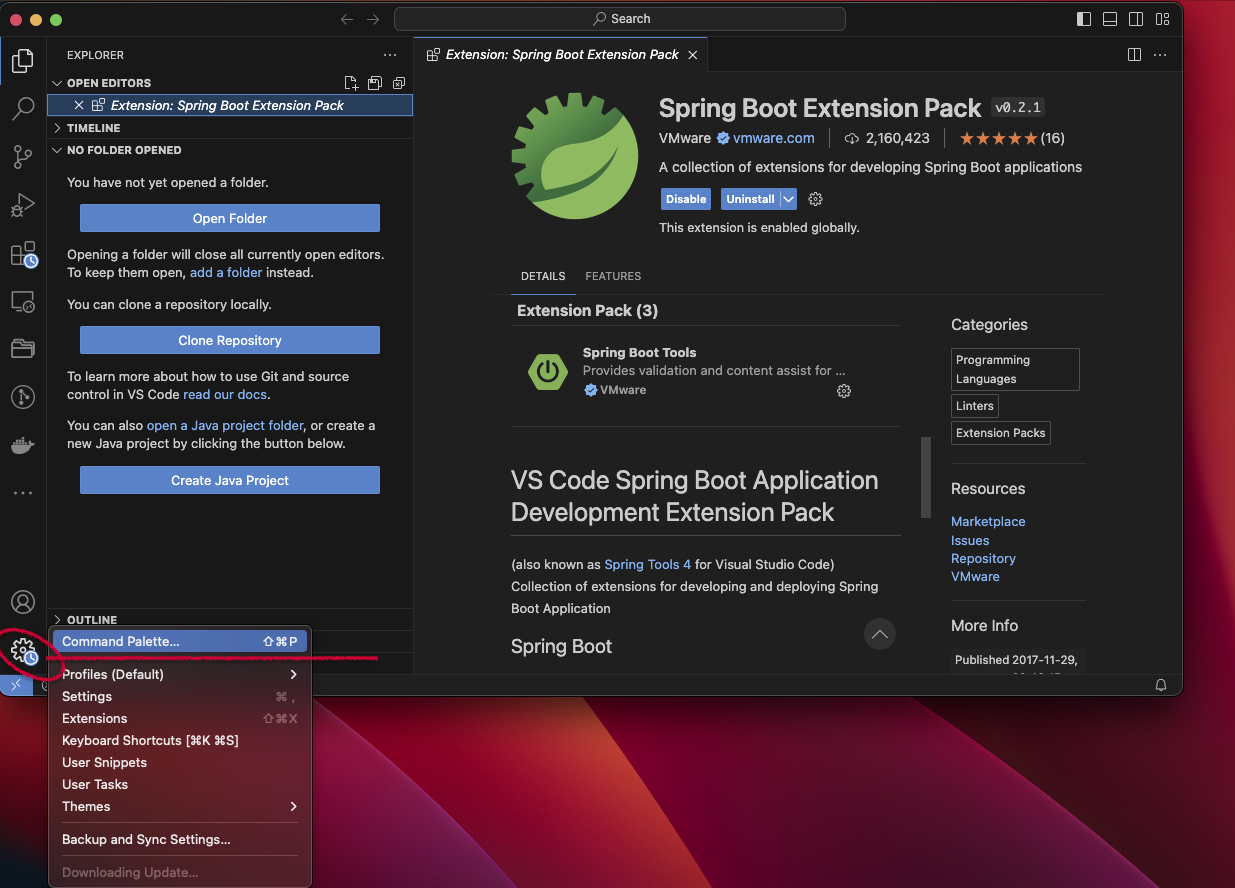 Search
EXPLORER
OPEN EDITORS
Extension: Spring Boot Extension Pack
TIMELINE
NO FOLDER OPENED
You have not yet opened a folder.
Open Folder
Opening a folder will close all currently open editors.
To keep them open, add a folder instead.
You can clone a repository locally.
Clone Repository
To learn more about how to use Git and source
control in VS Code read our docs.
You can also open a Java project folder, or create a
new Java project by clicking the button below.
Create Java Project
OUTLINE
Command Palette... ⇧⌘P
Profiles (Default)
Settings ⌘ ,
Extensions ⇧⌘X
Keyboard Shortcuts [⌘K ⌘S]
User Snippets
User Tasks
Themes
Backup and Sync Settings...
Downloading Update...
Extension: Spring Boot Extension Pack
Spring Boot Extension Pack v0.2.1
VMware vmware.com 2,160,423 (16)
A collection of extensions for developing Spring Boot applications
Disable Uninstall
This extension is enabled globally.
DETAILS FEATURES
Extension Pack (3)
Spring Boot Tools
Provides validation and content assist for ...
VMware
VS Code Spring Boot Application
Development Extension Pack
(also known as Spring Tools 4 for Visual Studio Code)
Collection of extensions for developing and deploying Spring
Boot Application
Spring Boot
Categories
Programming
Languages
Linters
Extension Packs
Resources
Marketplace
Issues
Repository
VMware
More Info
Published 2017-11-29,